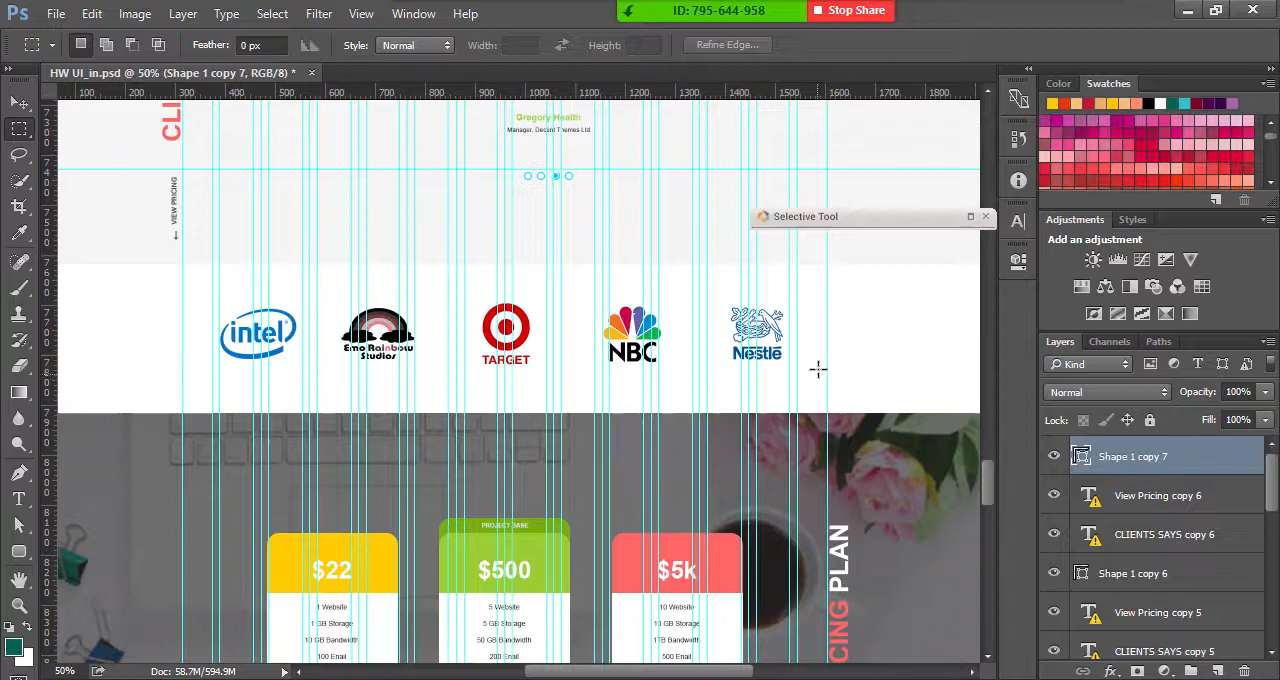 Ps File Edit Image Layer Type Select Filter View Window Help
ID: 795-644-958 Stop Share
Feather: 0 px Style: Normal Width: Height: Refine Edge...
HW UI_in.psd @ 50% (Shape 1 copy 7, RGB/8) * ×
100 200 300 400 500 600 700 800 900 1000 1100 1200 1300 1400 1500 1600 1700 1800
CLI
Gregory Health
Manager, Decent Themes Ltd.
VIEW PRICING
Selective Tool
intel
Emo Rainbow
Studios
TARGET
NBC
Nestlé
PROJECT BASE
$22
$500
$5k
1 Website
1 GB Storage
10 GB Bandwidth
100 Email
5 Website
5 GB Storage
50 GB Bandwidth
200 Email
10 Website
10 GB Storage
1TB Bandwidth
500 Email
CING PLAN
Color Swatches
Adjustments Styles
Add an adjustment
Layers Channels Paths
Kind
Normal Opacity: 100%
Lock: Fill: 100%
Shape 1 copy 7
View Pricing copy 6
CLIENTS SAYS copy 6
Shape 1 copy 6
View Pricing copy 5
CLIENTS SAYS copy 5
50% Doc: 58.7M/594.9M